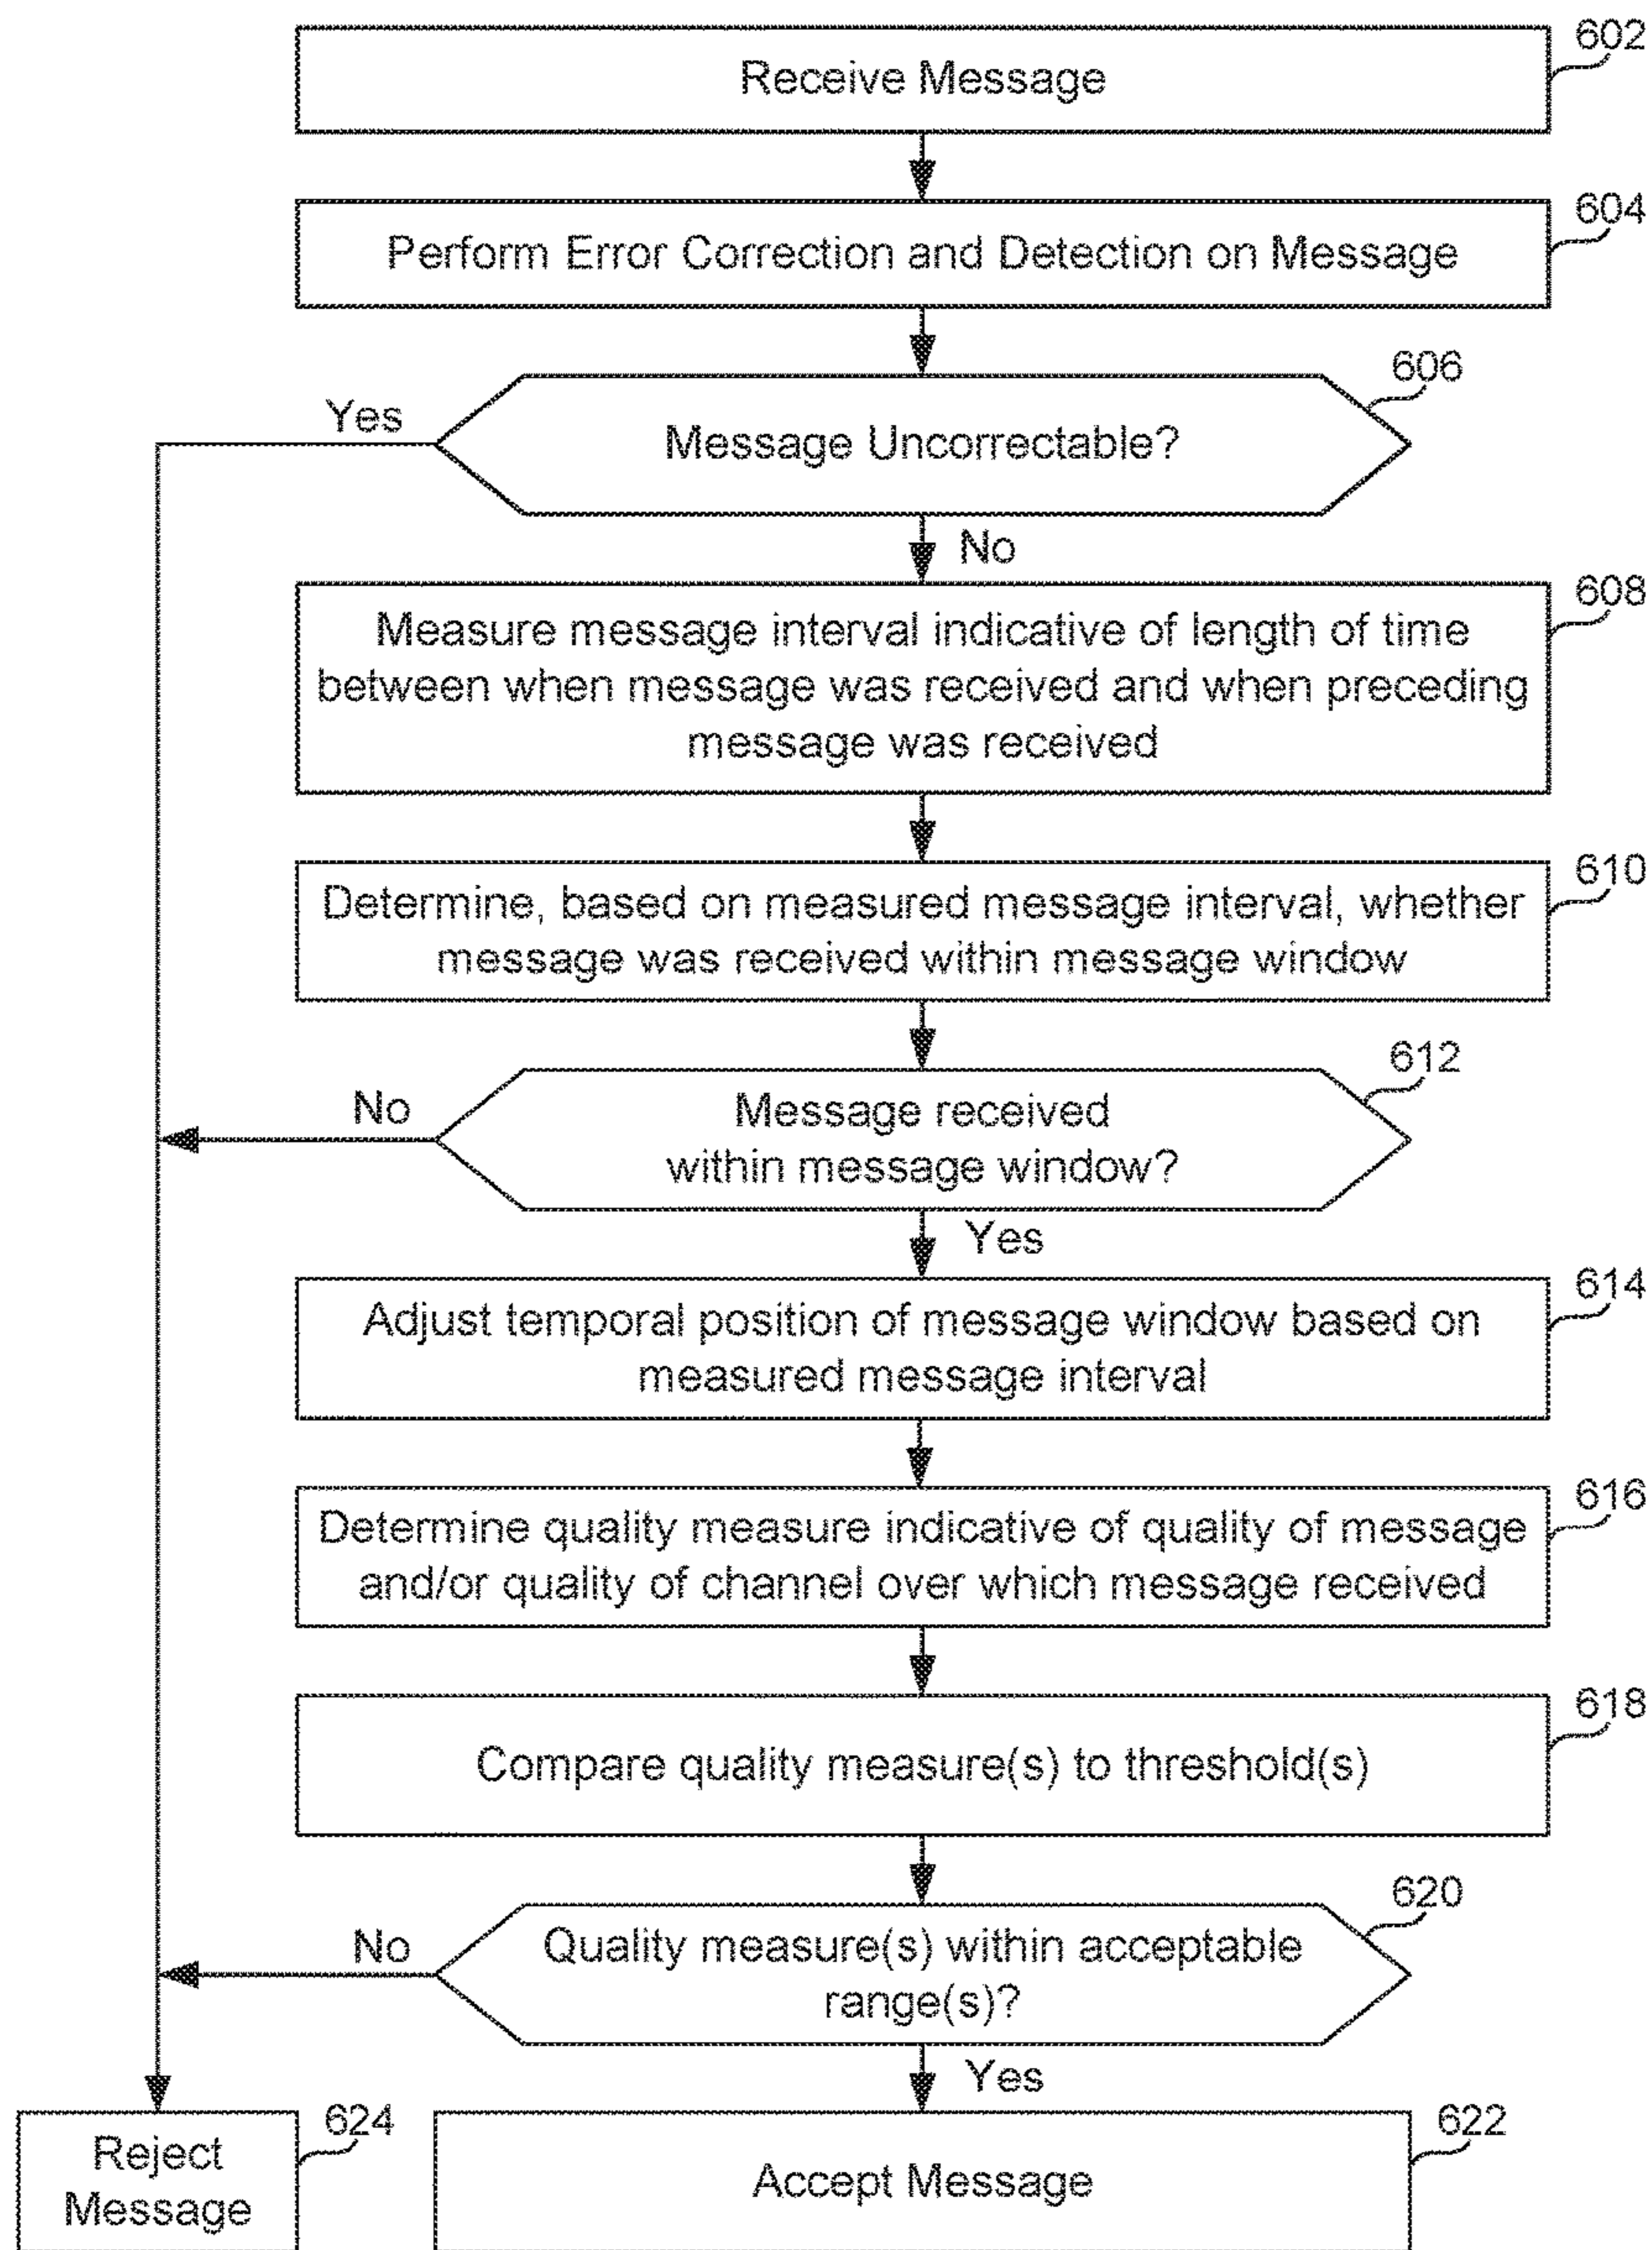 602
Receive Message
604
Perform Error Correction and Detection on Message
606
Yes
Message Uncorrectable?
No
608
Measure message interval indicative of length of time
between when message was received and when preceding
message was received
610
Determine, based on measured message interval, whether
message was received within message window
612
No
Message received
within message window?
Yes
614
Adjust temporal position of message window based on
measured message interval
616
Determine quality measure indicative of quality of message
and/or quality of channel over which message received
618
Compare quality measure(s) to threshold(s)
620
No
Quality measure(s) within acceptable
range(s)?
Yes
624
Reject
Message
622
Accept Message